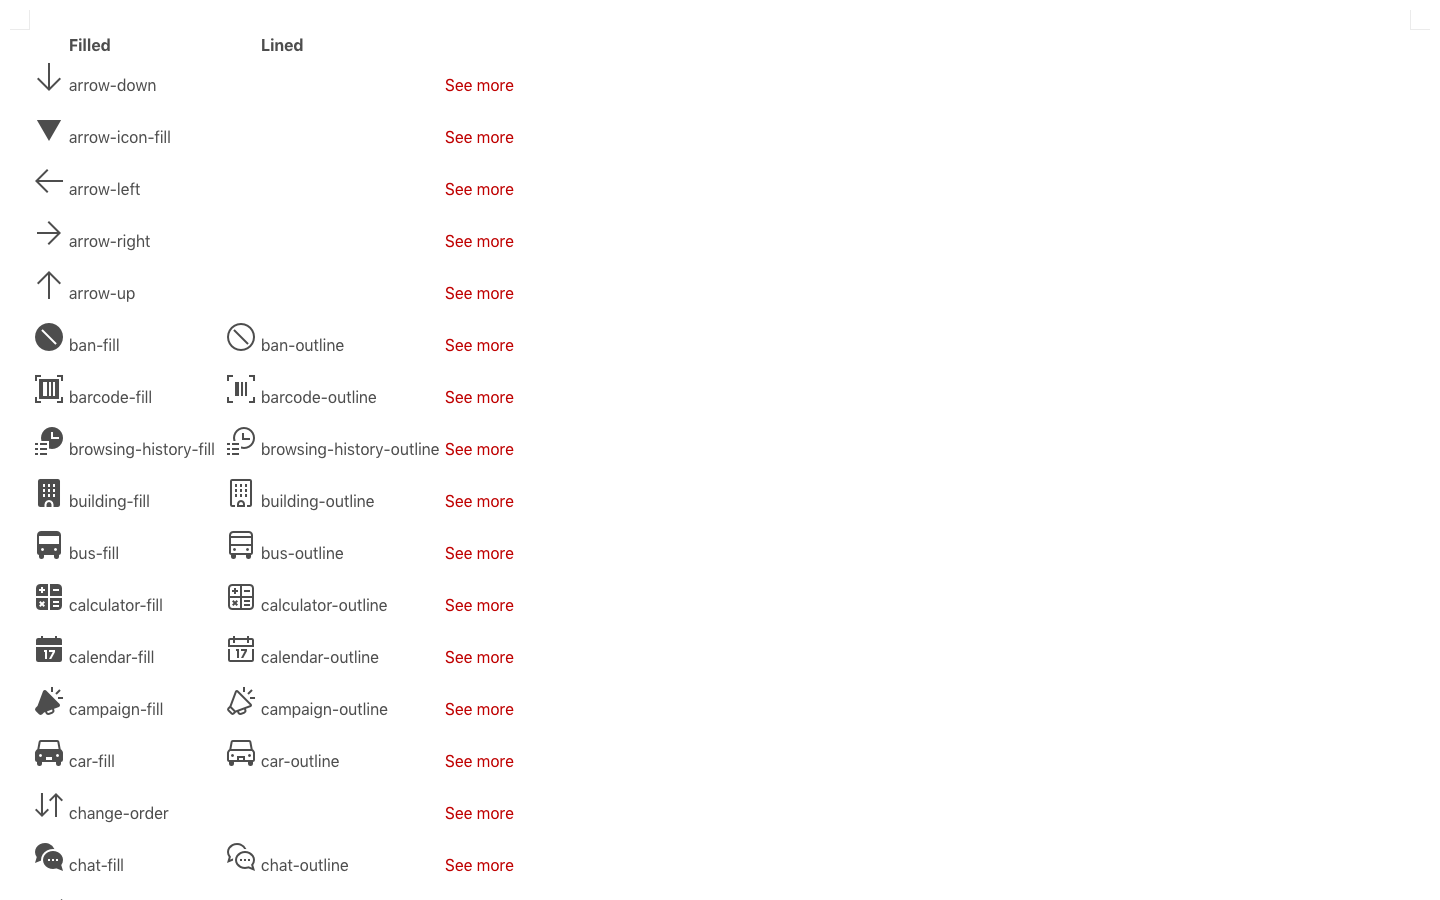 Filled Lined
arrow-down See more
arrow-icon-fill See more
arrow-left See more
arrow-right See more
arrow-up See more
ban-fill ban-outline See more
barcode-fill barcode-outline See more
browsing-history-fill browsing-history-outline See more
building-fill building-outline See more
bus-fill bus-outline See more
calculator-fill calculator-outline See more
17 calendar-fill 17 calendar-outline See more
campaign-fill campaign-outline See more
car-fill car-outline See more
change-order See more
chat-fill chat-outline See more